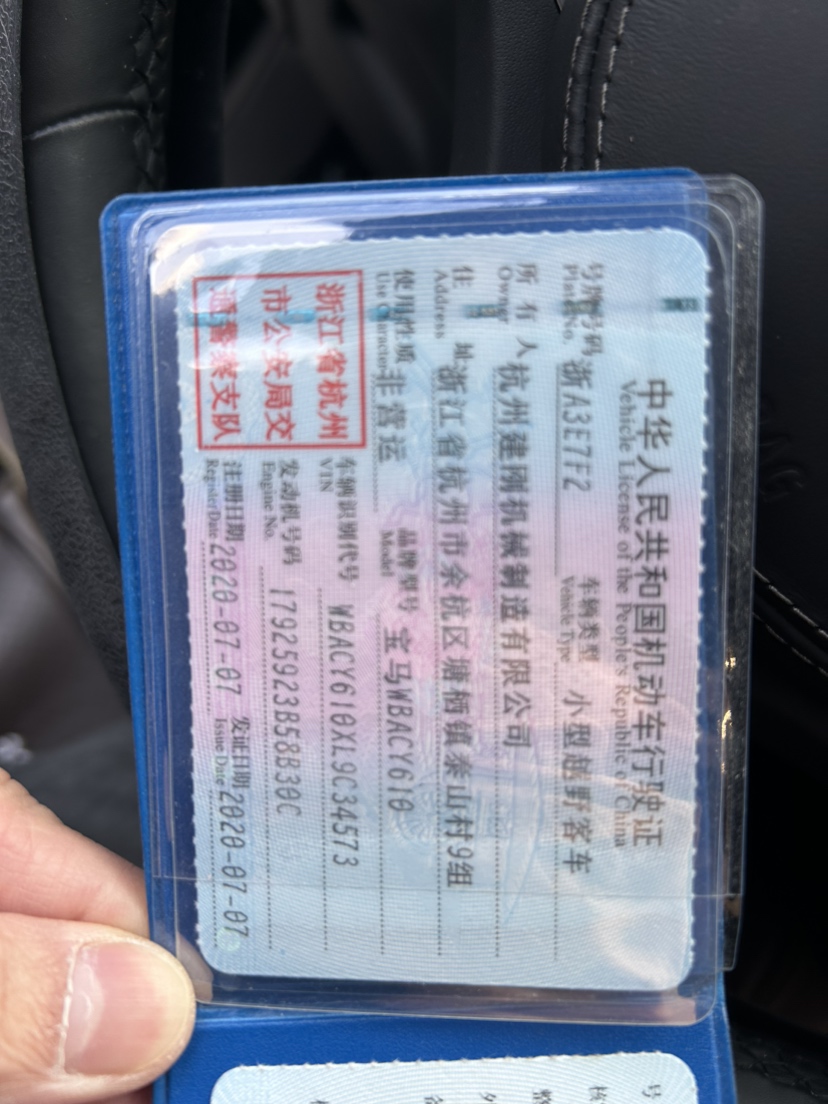 中华人民共和国机动车行驶证
Vehicle License of the People's Republic of China
号牌号码 浙A3E7F2 车辆类型 小型越野客车
Plate No. Vehicle Type
所有人 杭州建刚机械制造有限公司
Owner
住址 浙江省杭州市余杭区塘栖镇泰山村9组
Address
使用性质 非营运 品牌型号 宝马WBACY610
Use Character Model
浙江省杭州
市公安局交
通警察支队
车辆识别代号 WBACY610XL9C34573
VIN
发动机号码 17925923B58B30C
Engine No.
注册日期 2020-07-07 发证日期 2020-07-07
Register Date Issue Date
号
核
整